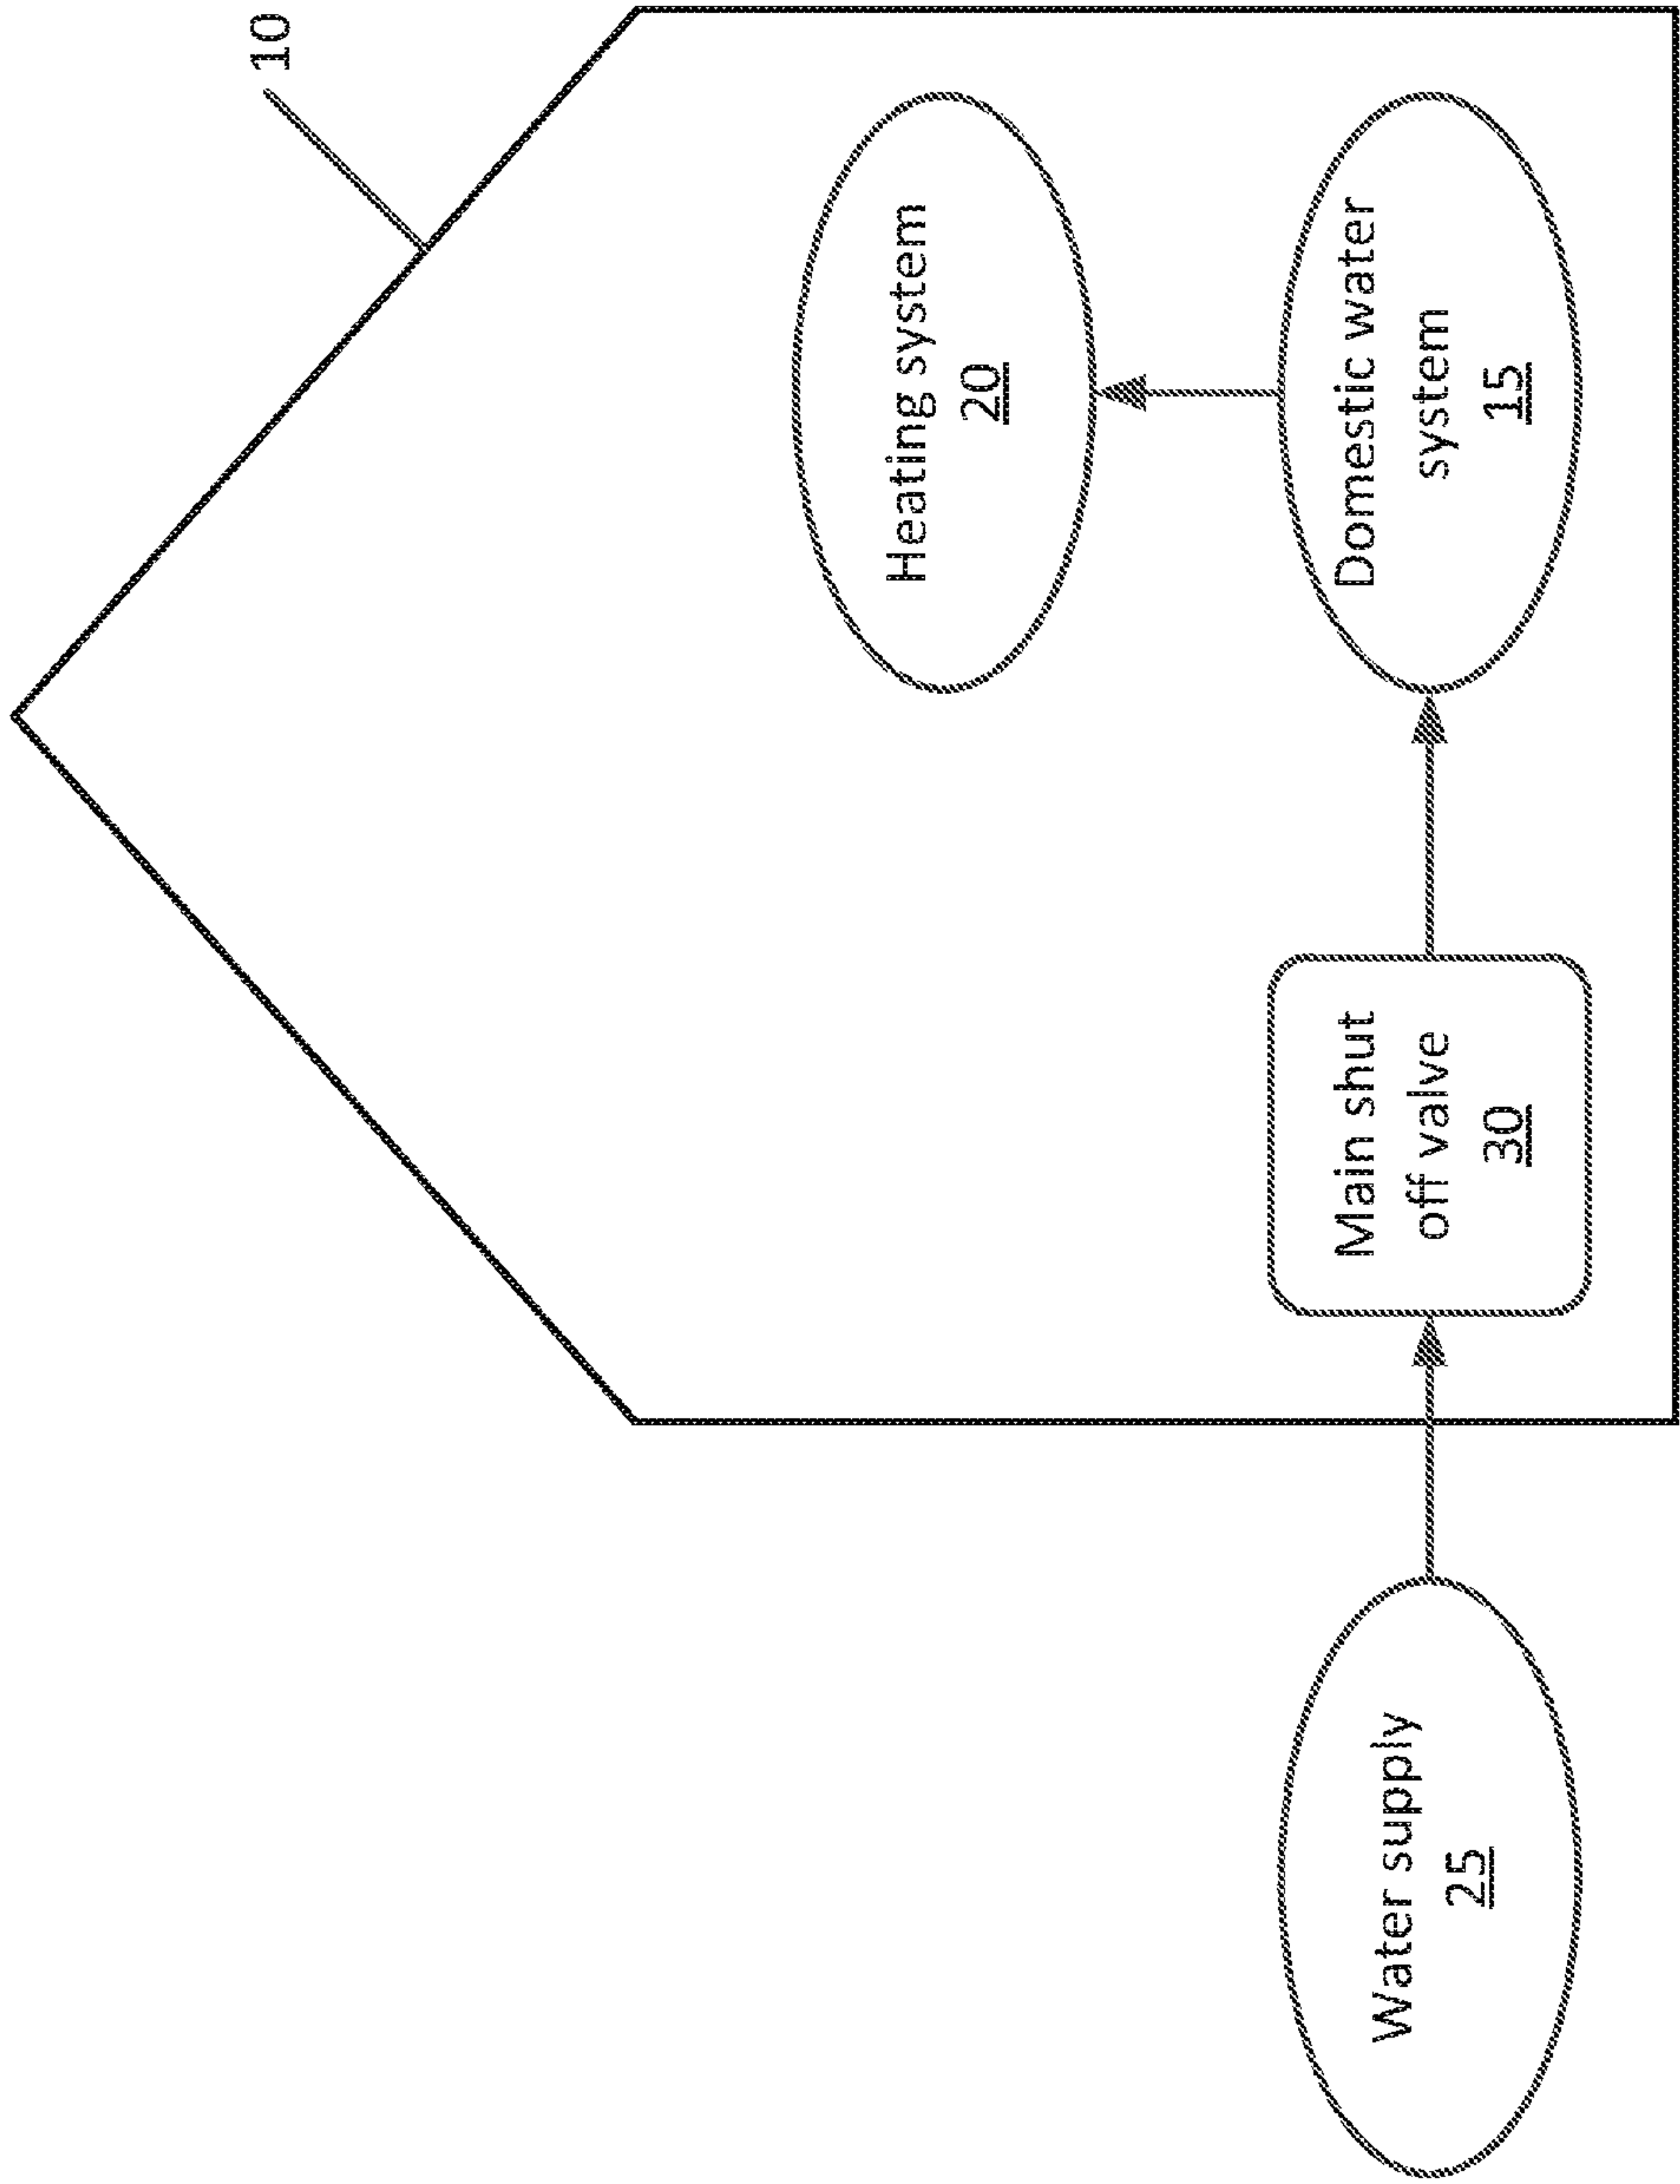 10
Heating system
20
Water supply
25
Main shut
off valve
30
Domestic water
system
15